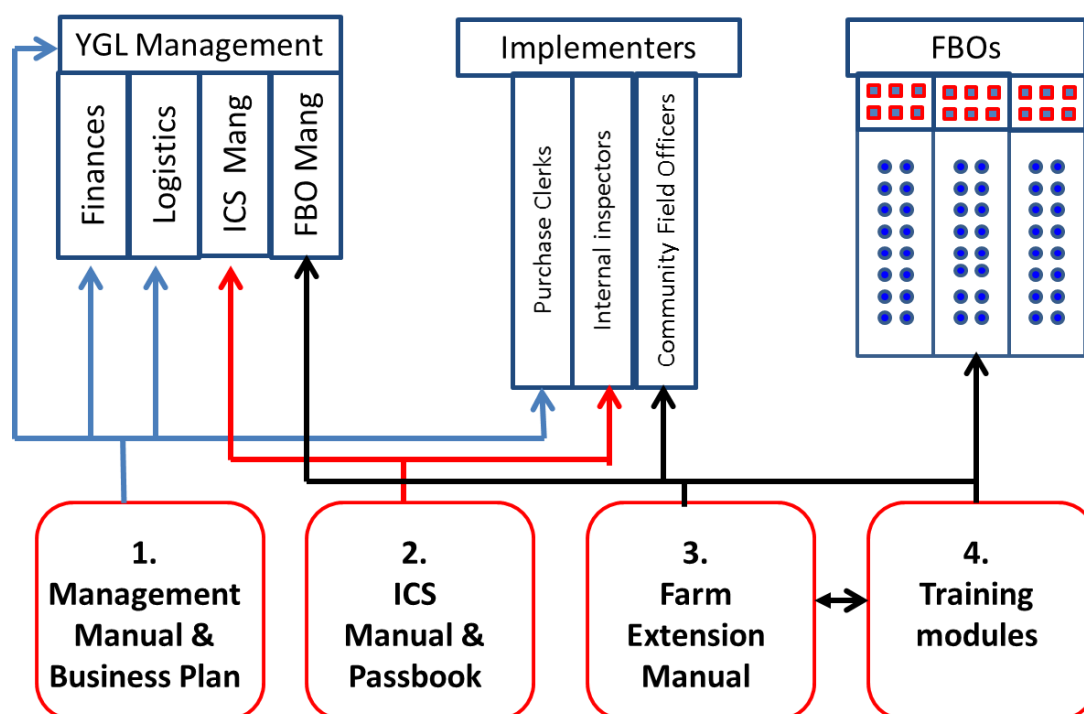 YGL Management
Implementers
FBOs
Finances
Logistics
ICS Mang
FBO Mang
Purchase Clerks
Internal inspectors
Community Field Officers
1.
Management
Manual &
Business Plan
2.
ICS
Manual &
Passbook
3.
Farm
Extension
Manual
4.
Training
modules